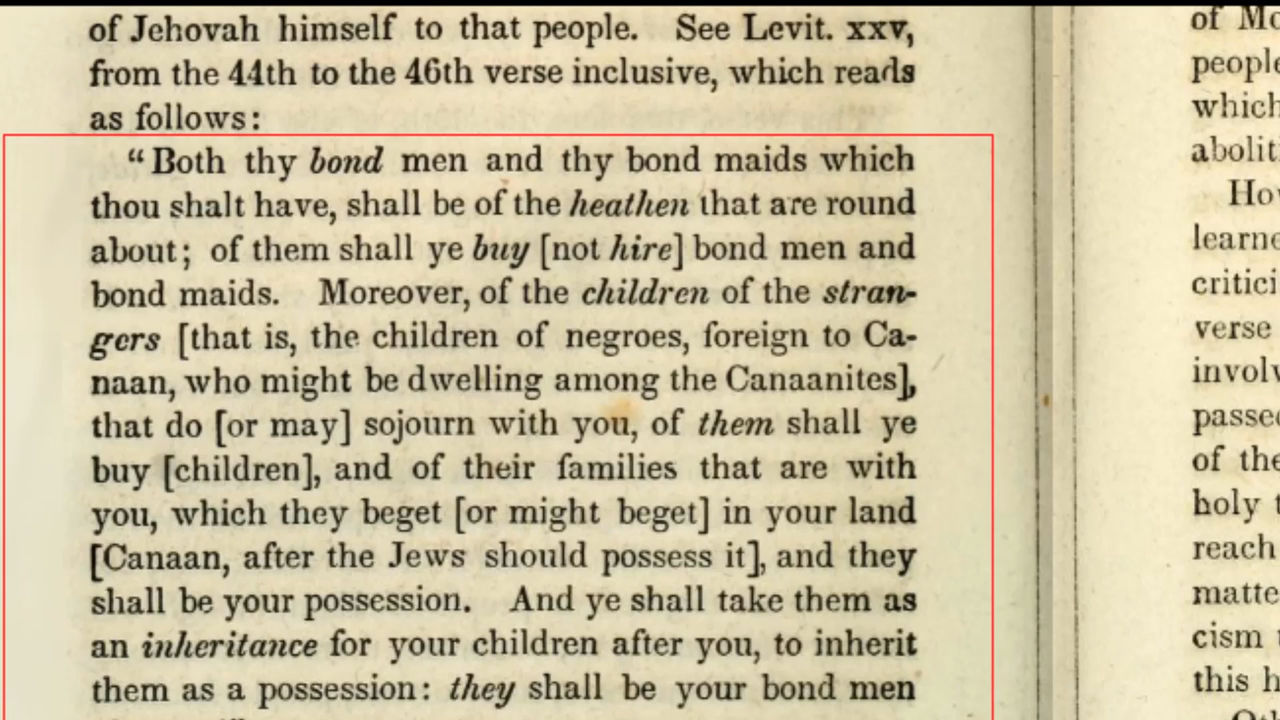 of Jehovah himself to that people. See Levit. xxv,
from the 44th to the 46th verse inclusive, which reads
as follows:
"Both thy bond men and thy bond maids which
thou shalt have, shall be of the heathen that are round
about; of them shall ye buy [not hire] bond men and
bond maids. Moreover, of the children of the stran-
gers [that is, the children of negroes, foreign to Ca-
naan, who might be dwelling among the Canaanites],
that do [or may] sojourn with you, of them shall ye
buy [children], and of their families that are with
you, which they beget [or might beget] in your land
[Canaan, after the Jews should possess it], and they
shall be your possession. And ye shall take them as
an inheritance for your children after you, to inherit
them as a possession: they shall be your bond men
of
people
which
learne
critici
verse
involv
passed
of the
holy
reach
matte
cism
this h